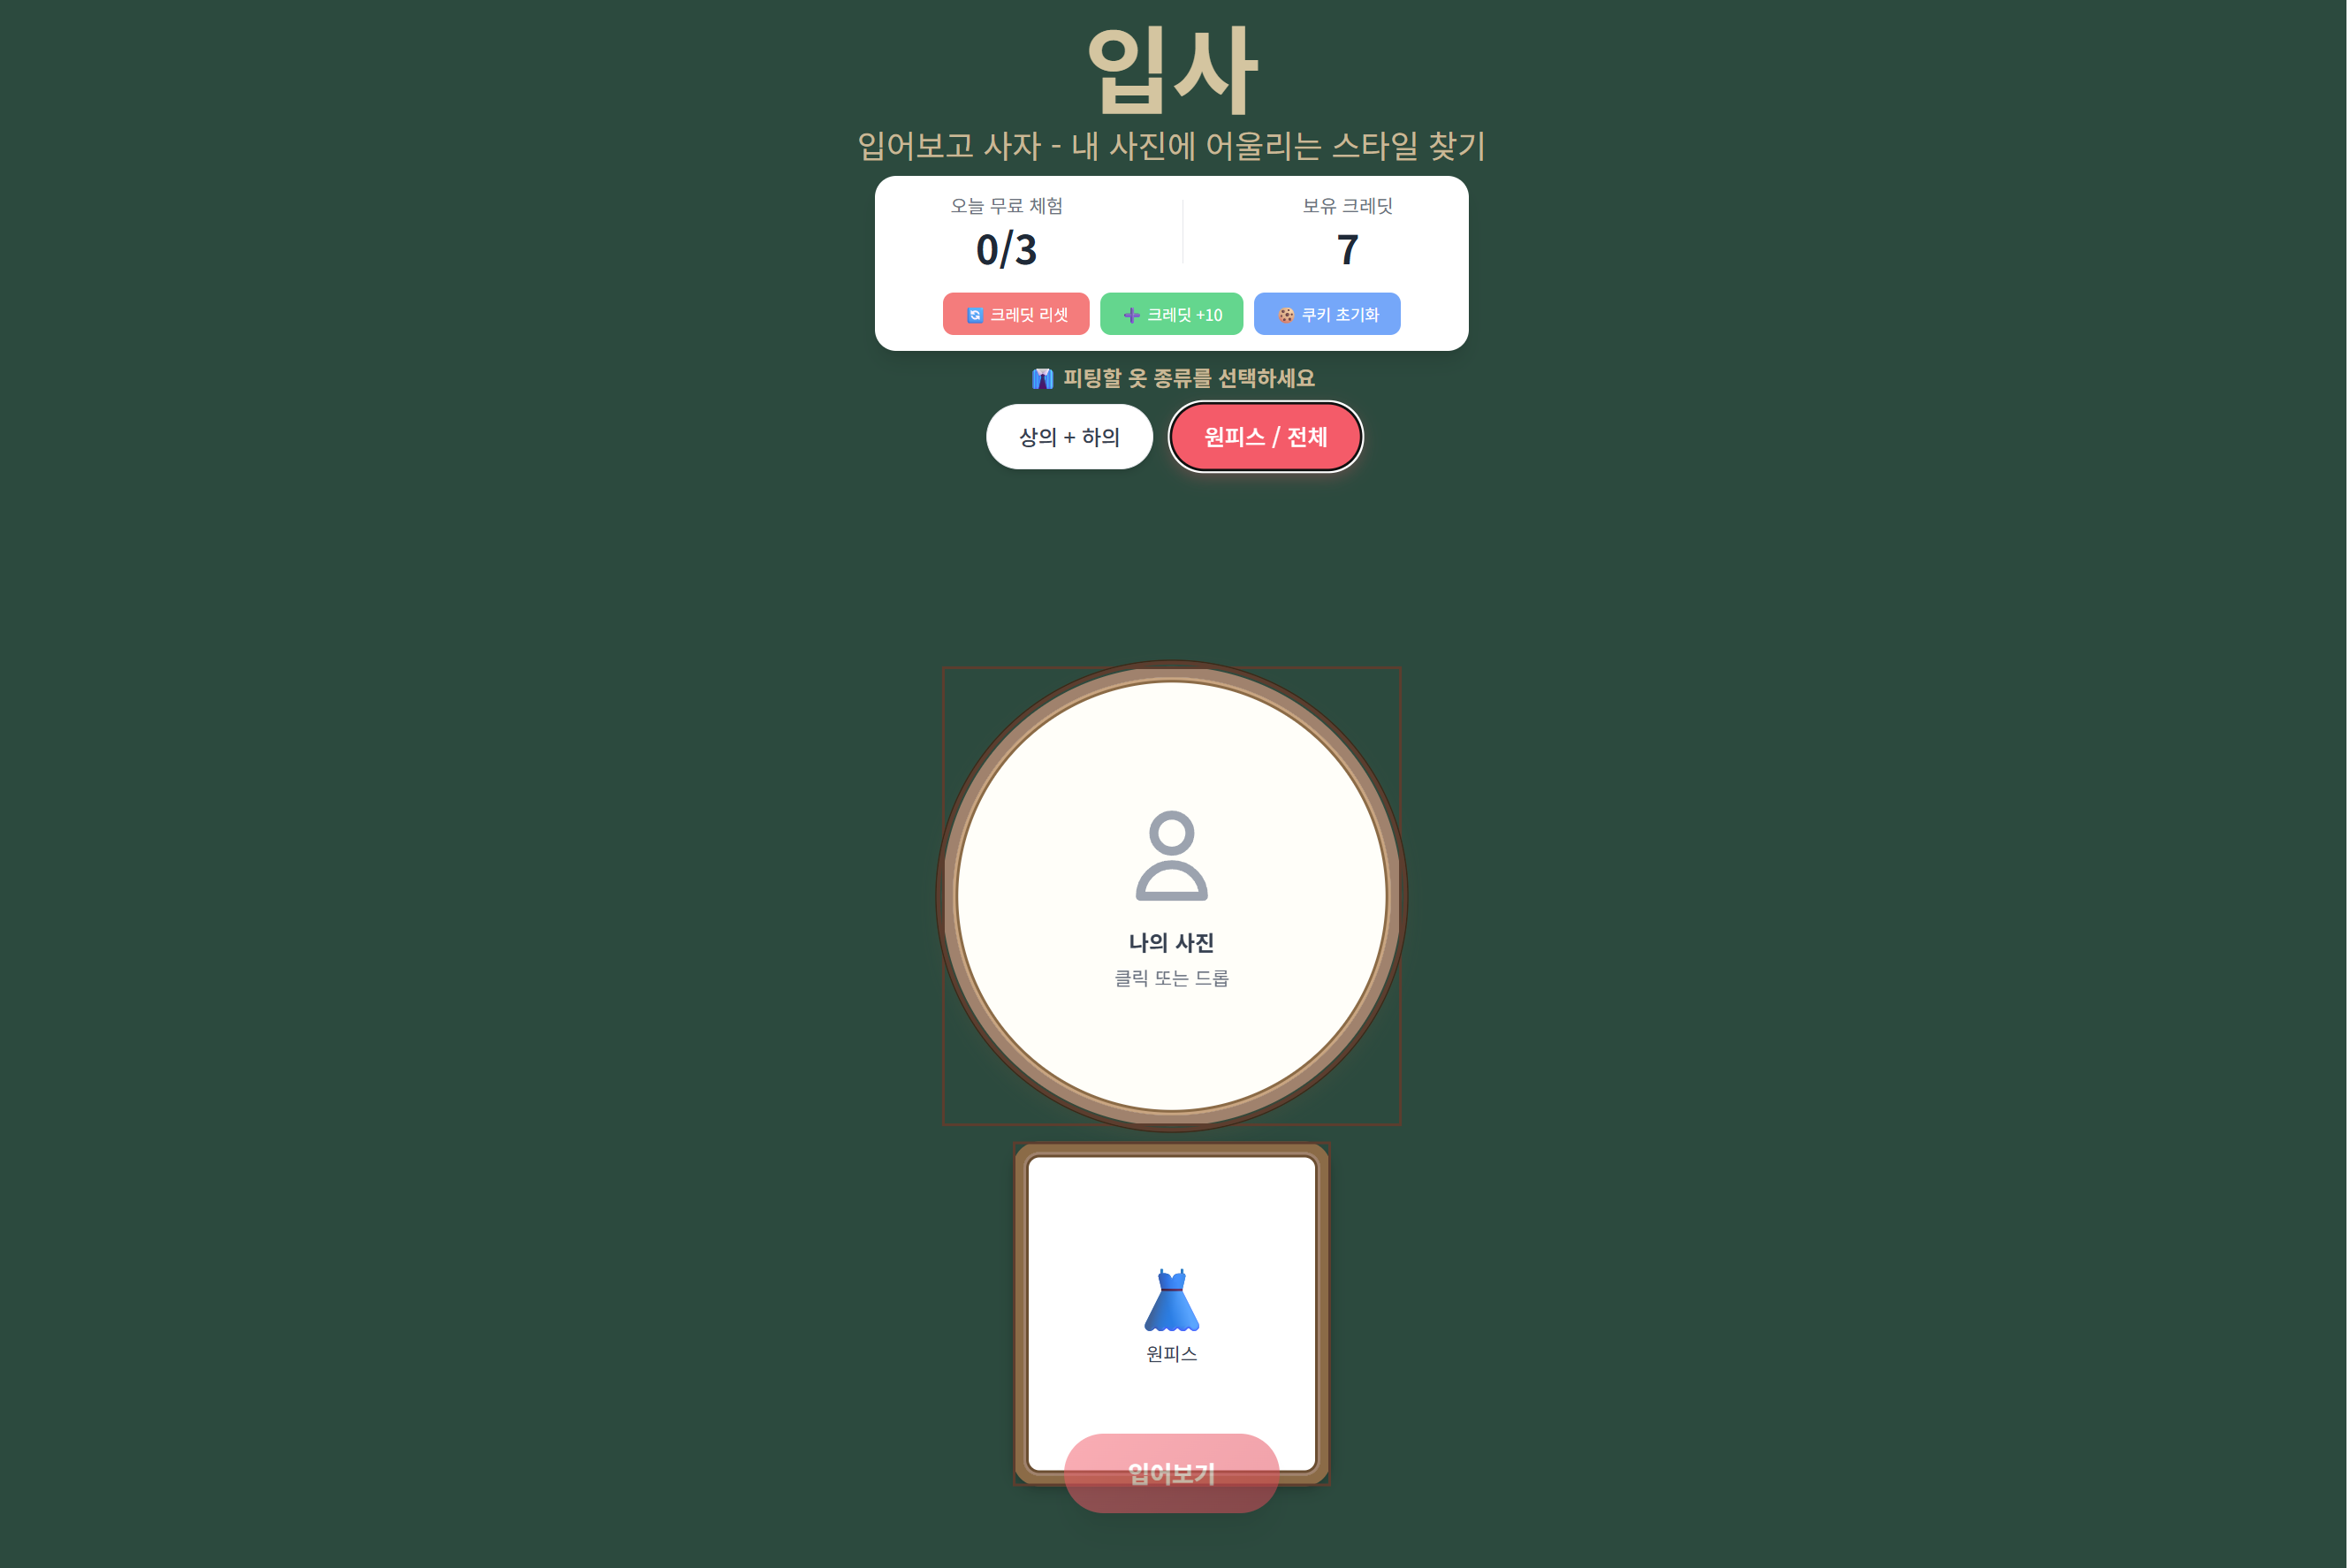 입사
입어보고 사자 - 내 사진에 어울리는 스타일 찾기
오늘 무료 체험
0/3
보유 크레딧
7
크레딧 리셋
크레딧 +10
쿠키 초기화
피팅할 옷 종류를 선택하세요
상의 + 하의
원피스 / 전체
나의 사진
클릭 또는 드롭
원피스
입어보기